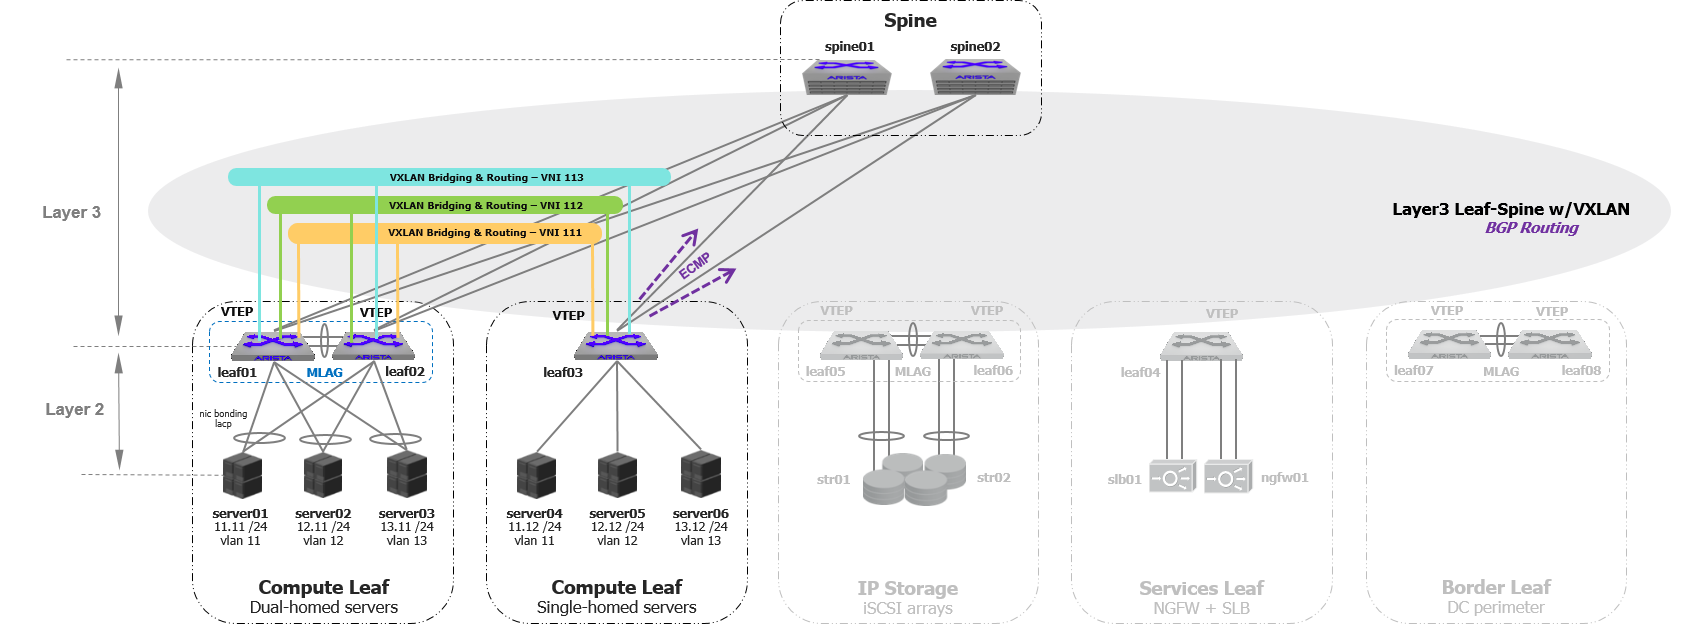 Spine
spine01
spine02
ARISTA
ARISTA
Layer 3
VXLAN Bridging & Routing – VNI 113
VXLAN Bridging & Routing – VNI 112
VXLAN Bridging & Routing – VNI 111
Layer3 Leaf-Spine w/VXLAN
BGP Routing
ECMP
VTEP
VTEP
ARISTA
ARISTA
leaf01
MLAG
leaf02
VTEP
ARISTA
leaf03
VTEP
VTEP
ARISTA
ARISTA
leaf05
MLAG
leaf06
VTEP
ARISTA
leaf04
VTEP
VTEP
ARISTA
ARISTA
leaf07
MLAG
leaf08
Layer 2
nic bonding
lacp
server01
11.11 /24
vlan 11
server02
12.11 /24
vlan 12
server03
13.11 /24
vlan 13
server04
11.12 /24
vlan 11
server05
12.12 /24
vlan 12
server06
13.12 /24
vlan 13
str01
str02
slb01
ngfw01
Compute Leaf
Dual-homed servers
Compute Leaf
Single-homed servers
IP Storage
iSCSI arrays
Services Leaf
NGFW + SLB
Border Leaf
DC perimeter